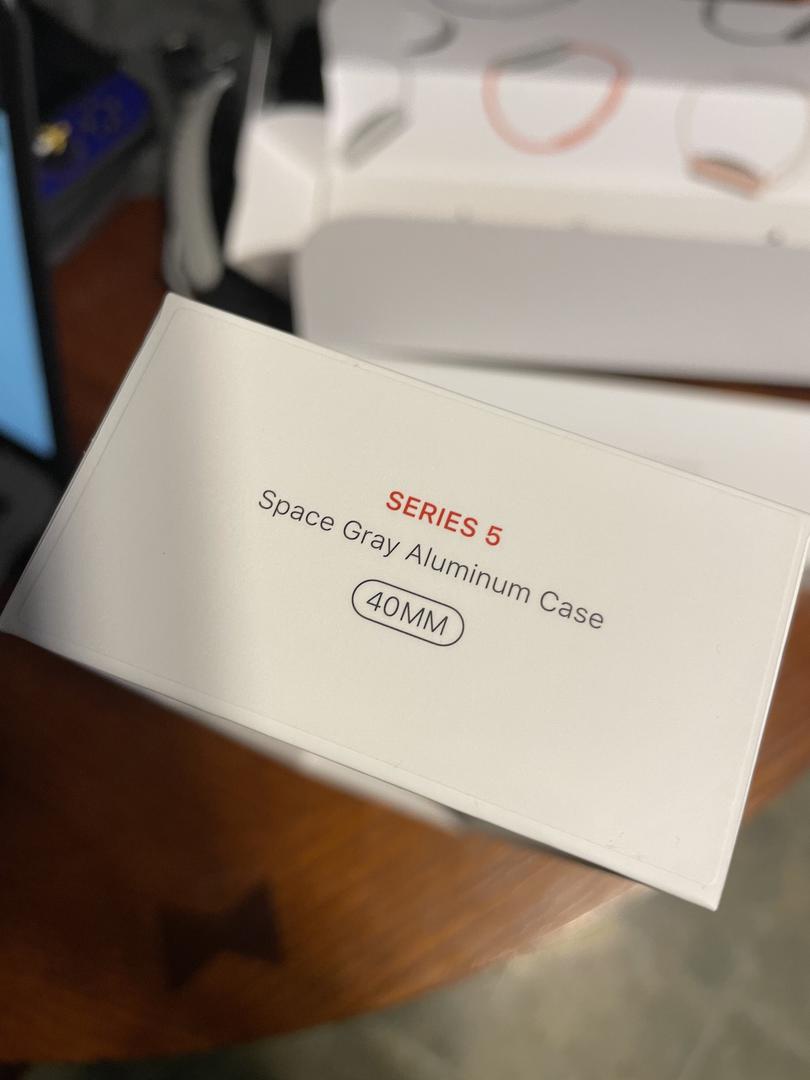 SERIES 5
Space Gray Aluminum Case
40MM